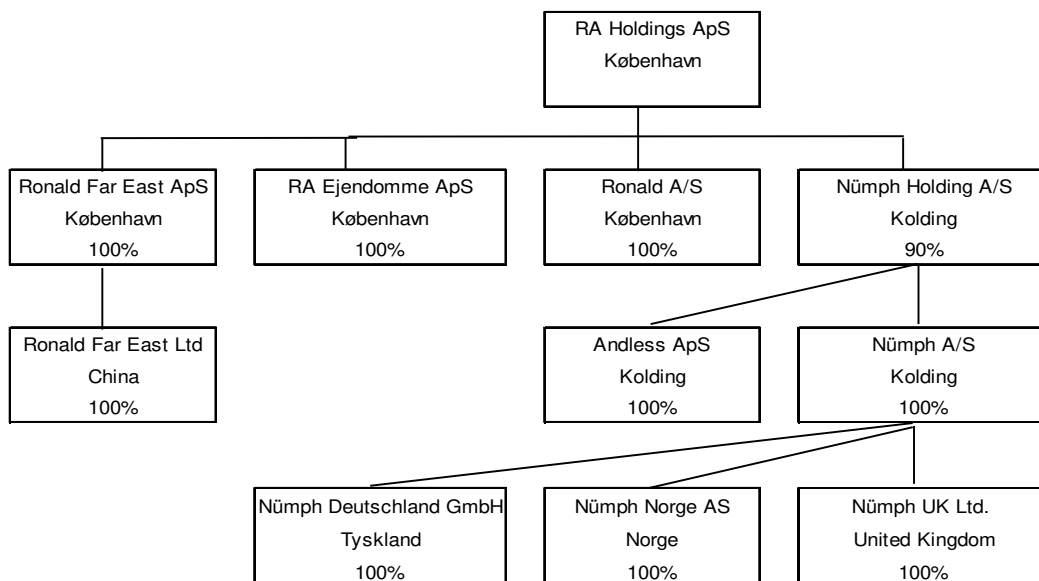 RA Holdings ApS
København
Ronald Far East ApS
København
100%
RA Ejendomme ApS
København
100%
Ronald A/S
København
100%
Nümph Holding A/S
Kolding
90%
Ronald Far East Ltd
China
100%
Andless ApS
Kolding
100%
Nümph A/S
Kolding
100%
Nümph Deutschland GmbH
Tyskland
100%
Nümph Norge AS
Norge
100%
Nümph UK Ltd.
United Kingdom
100%